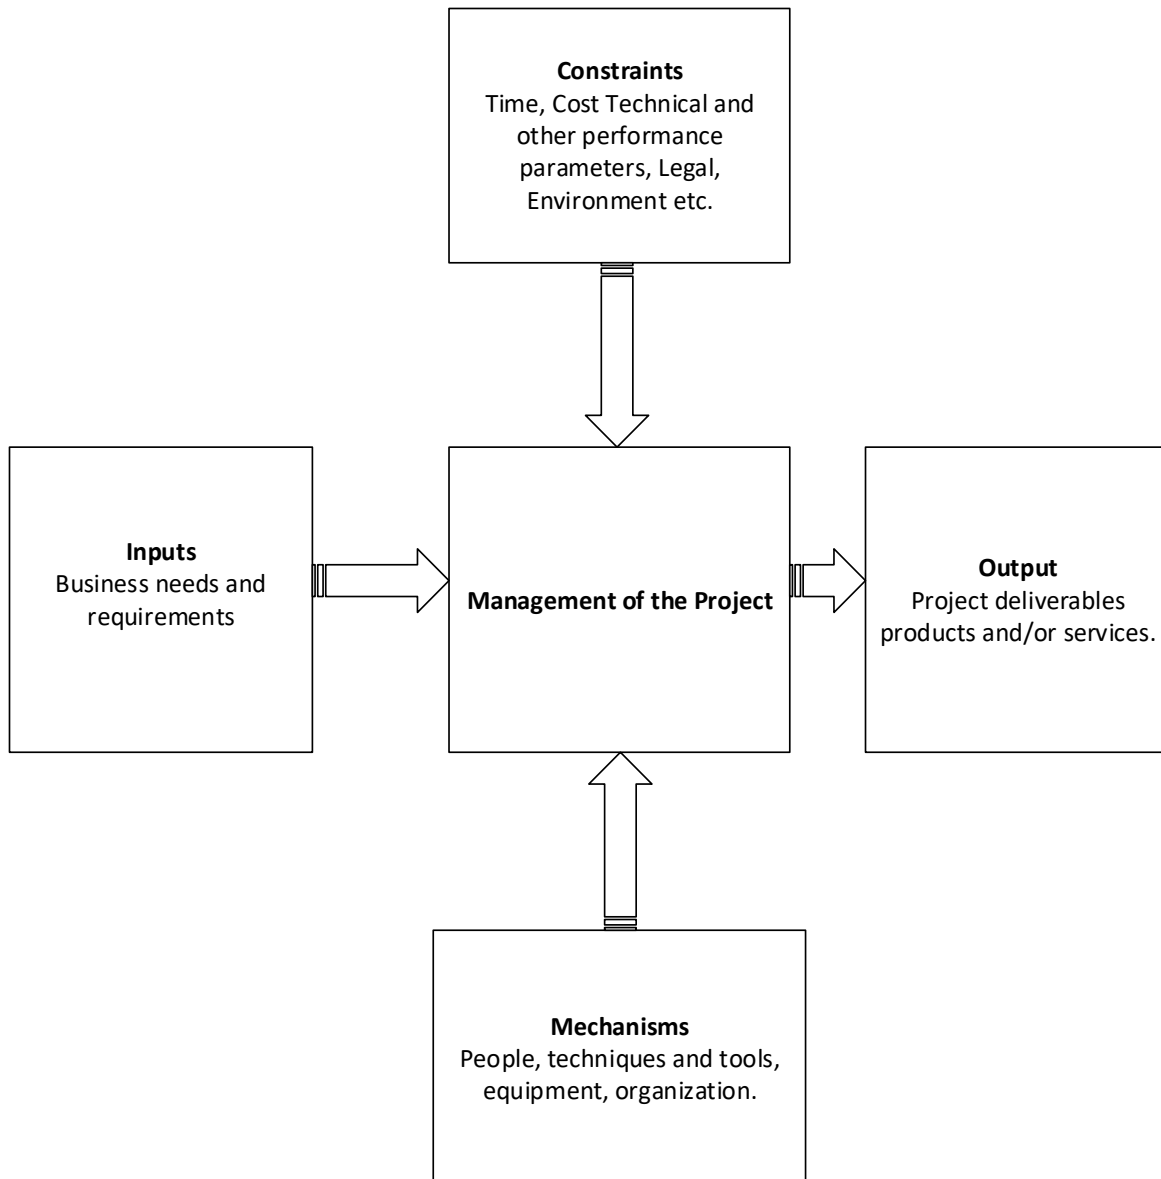 Constraints
Time, Cost Technical and
other performance
parameters, Legal,
Environment etc.
Inputs
Business needs and
requirements
Management of the Project
Output
Project deliverables
products and/or services.
Mechanisms
People, techniques and tools,
equipment, organization.